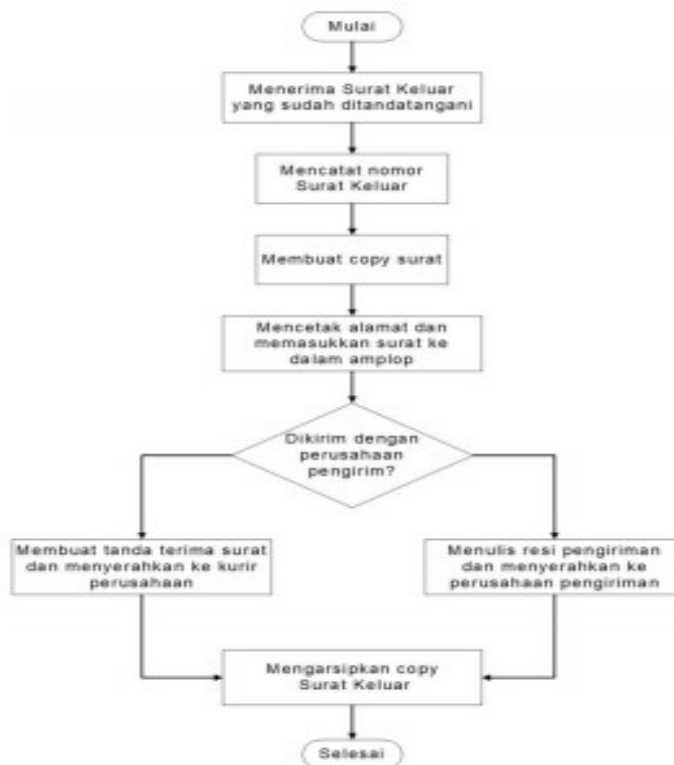 Mulai
Menerima Surat Keluar
yang sudah ditandatangani
Mencatat nomor
Surat Keluar
Membuat copy surat
Mencetak alamat dan
memasukkan surat ke
dalam amplop
Dikirim dengan
perusahaan
pengirim?
Membuat tanda terima surat
dan menyerahkan ke kurir
perusahaan
Menulis resi pengiriman
dan menyerahkan ke
perusahaan pengiriman
Mengarsipkan copy
Surat Keluar
Selesai